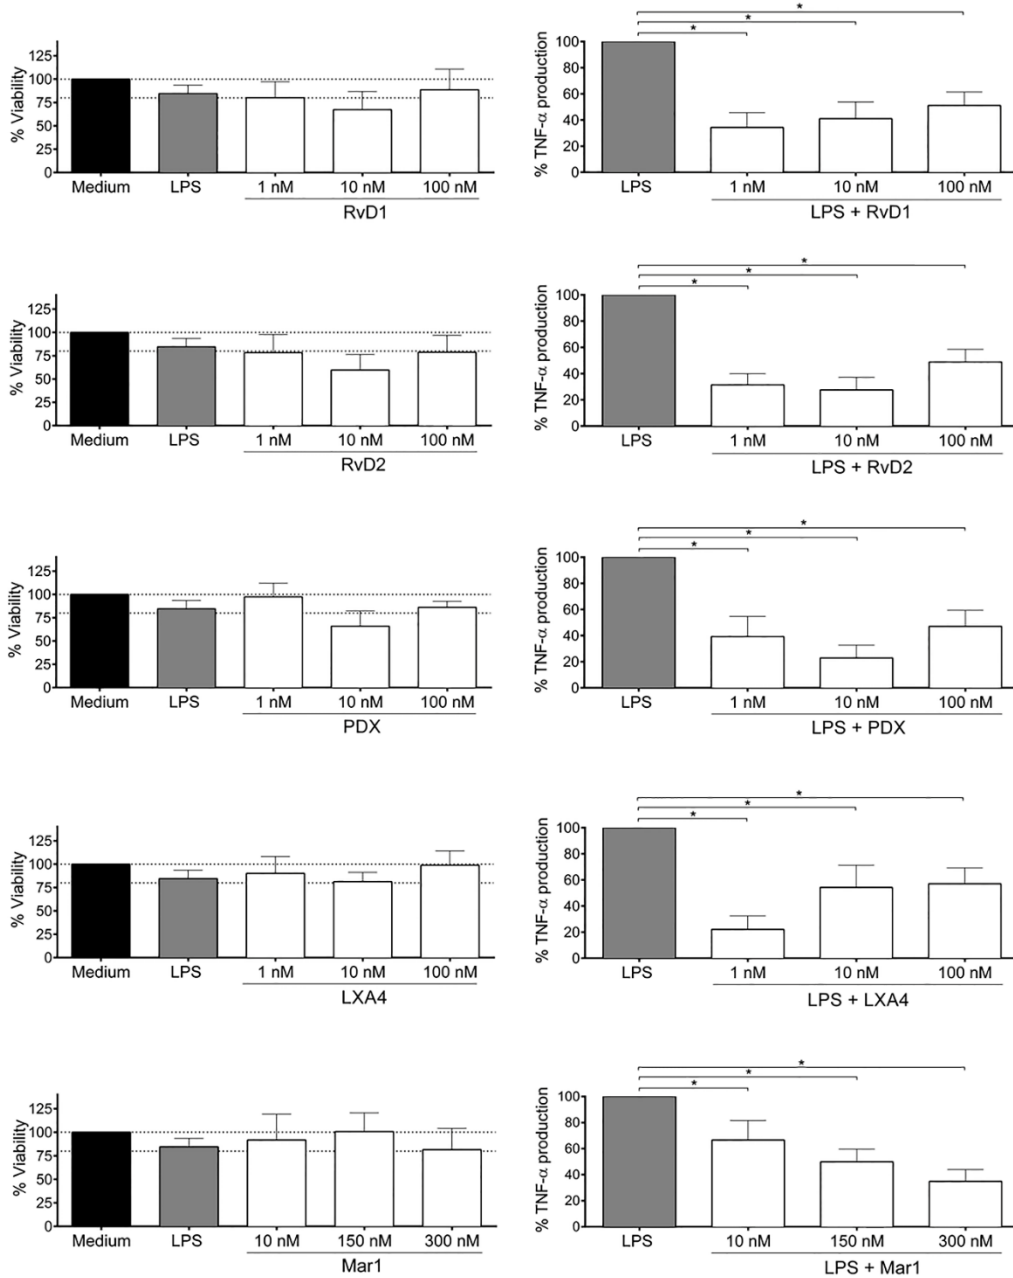 % Viability
125
100
75
50
25
0
Medium LPS 1 nM 10 nM 100 nM
RvD1
% TNF-α production
100
80
60
40
20
0
* * *
LPS 1 nM 10 nM 100 nM
LPS + RvD1
% Viability
125
100
75
50
25
0
Medium LPS 1 nM 10 nM 100 nM
RvD2
% TNF-α production
100
80
60
40
20
0
* * *
LPS 1 nM 10 nM 100 nM
LPS + RvD2
% Viability
125
100
75
50
25
0
Medium LPS 1 nM 10 nM 100 nM
PDX
% TNF-α production
100
80
60
40
20
0
* * *
LPS 1 nM 10 nM 100 nM
LPS + PDX
% Viability
125
100
75
50
25
0
Medium LPS 1 nM 10 nM 100 nM
LXA4
% TNF-α production
100
80
60
40
20
0
* * *
LPS 1 nM 10 nM 100 nM
LPS + LXA4
% Viability
125
100
75
50
25
0
Medium LPS 10 nM 150 nM 300 nM
Mar1
% TNF-α production
100
80
60
40
20
0
* * *
LPS 10 nM 150 nM 300 nM
LPS + Mar1